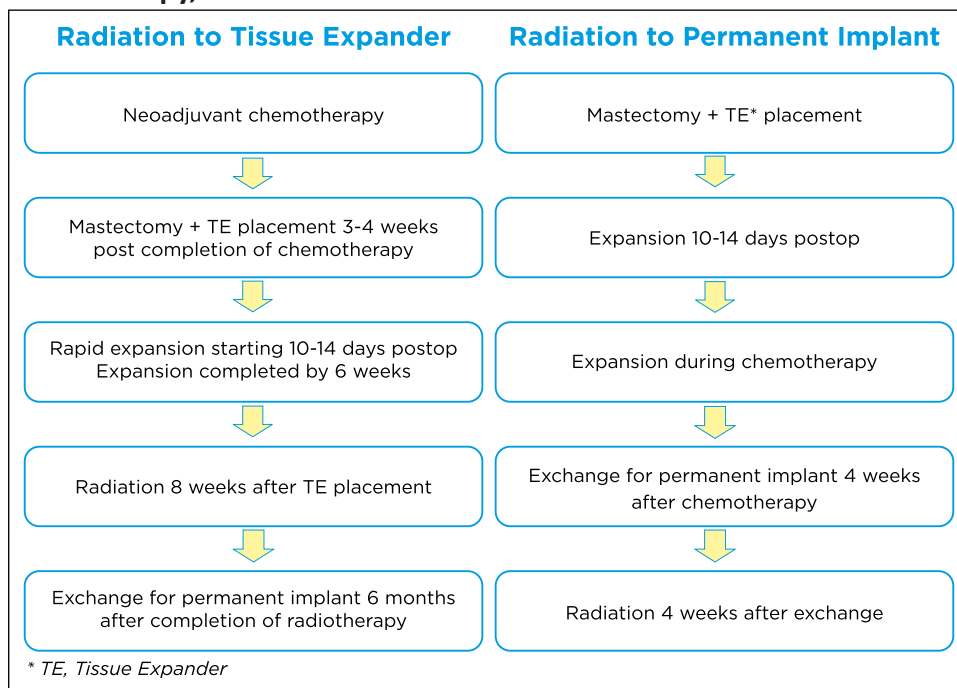 Radiation to Tissue Expander
Neoadjuvant chemotherapy
Mastectomy + TE placement 3-4 weeks
post completion of chemotherapy
Rapid expansion starting 10-14 days postop
Expansion completed by 6 weeks
Radiation 8 weeks after TE placement
Exchange for permanent implant 6 months
after completion of radiotherapy
Radiation to Permanent Implant
Mastectomy + TE* placement
Expansion 10-14 days postop
Expansion during chemotherapy
Exchange for permanent implant 4 weeks
after chemotherapy
Radiation 4 weeks after exchange
* TE, Tissue Expander